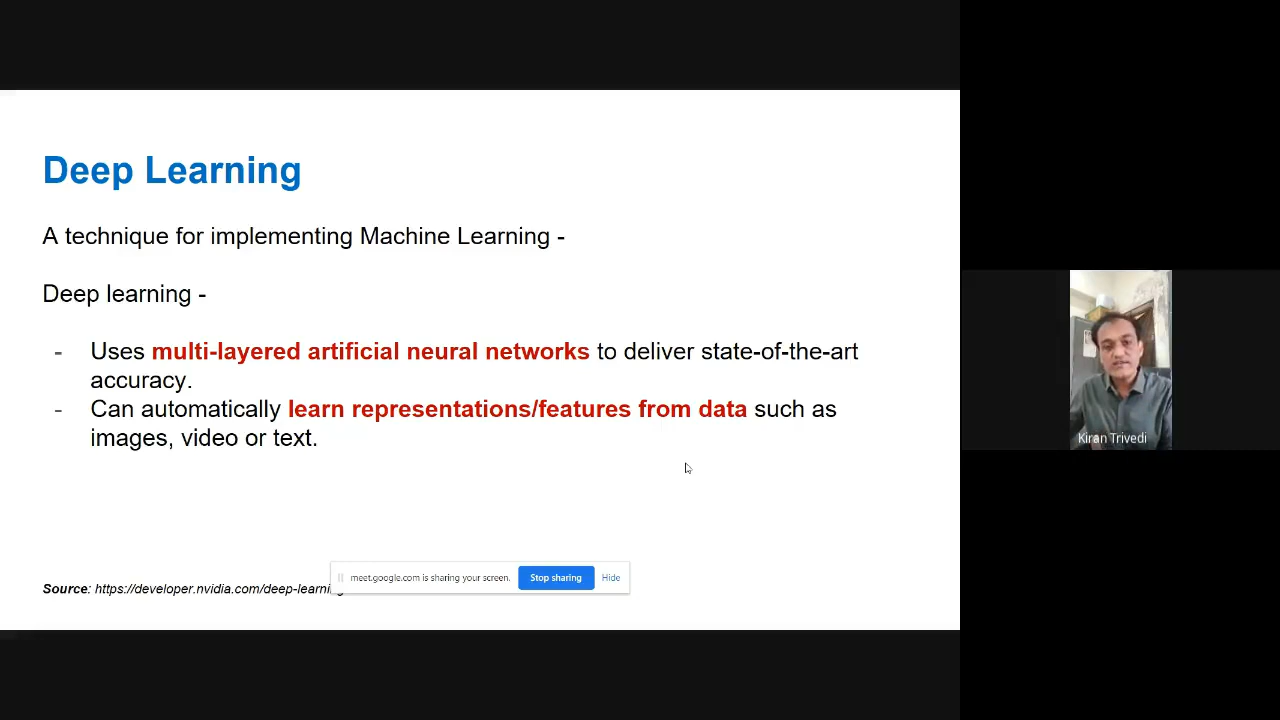 Deep Learning
A technique for implementing Machine Learning -
Deep learning -
- Uses multi-layered artificial neural networks to deliver state-of-the-art
accuracy.
- Can automatically learn representations/features from data such as
images, video or text.
Kiran Trivedi
meet.google.com is sharing your screen. Stop sharing Hide
Source: https://developer.nvidia.com/deep-learning